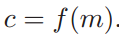 c = f(m).